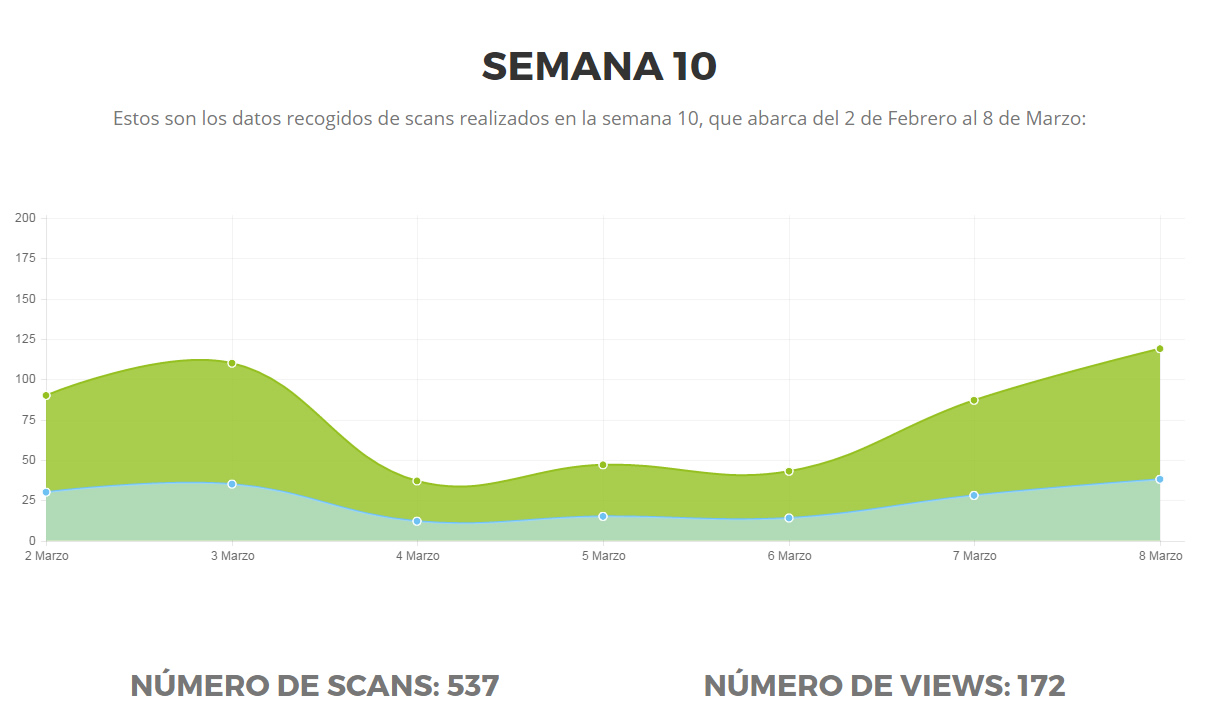 SEMANA 10
Estos son los datos recogidos de scans realizados en la semana 10, que abarca del 2 de Febrero al 8 de Marzo:
200
175
150
125
100
75
50
25
0
2 Marzo 3 Marzo 4 Marzo 5 Marzo 6 Marzo 7 Marzo 8 Marzo
NÚMERO DE SCANS: 537 NÚMERO DE VIEWS: 172